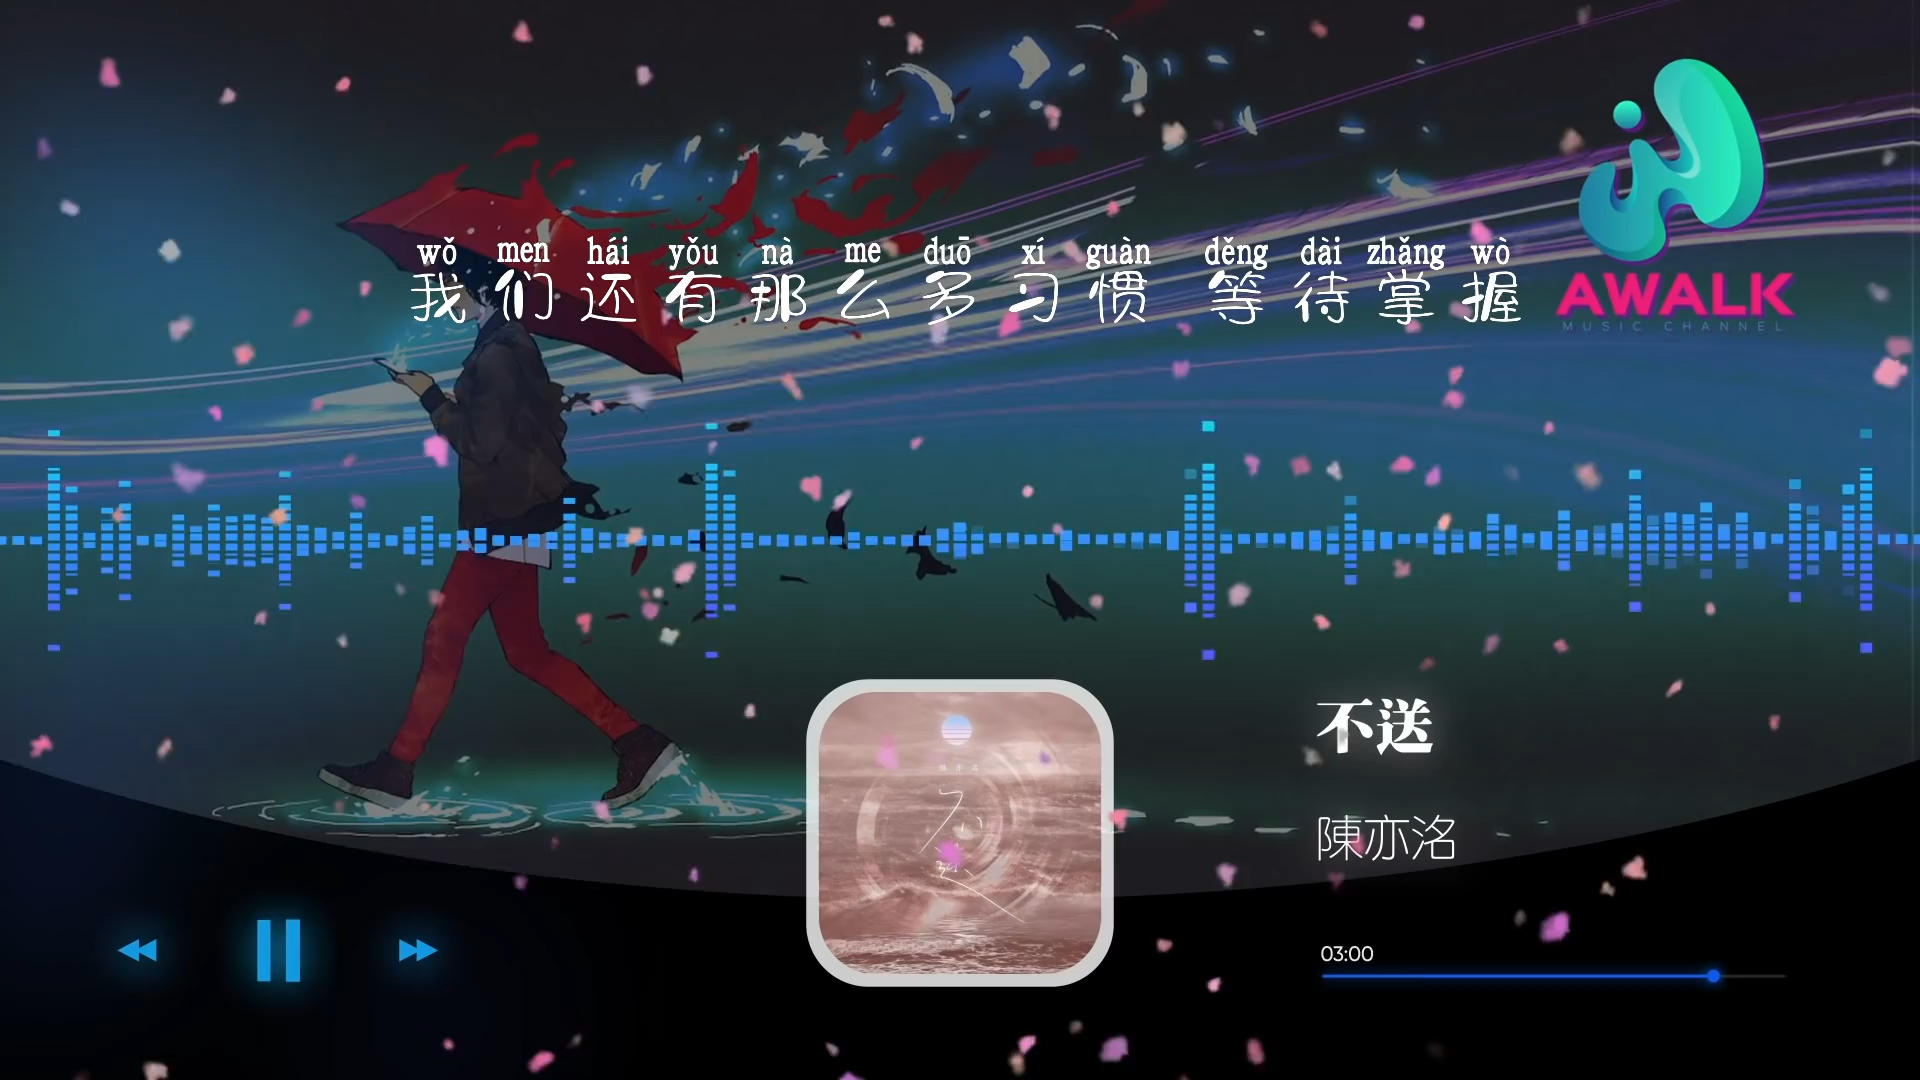 wǒ men hái yǒu nà me duō xí guàn děng dài zhǎng wò
我们还有那么多习惯 等待掌握
AWALK
MUSIC CHANNEL
不送
陳亦洺
03:00